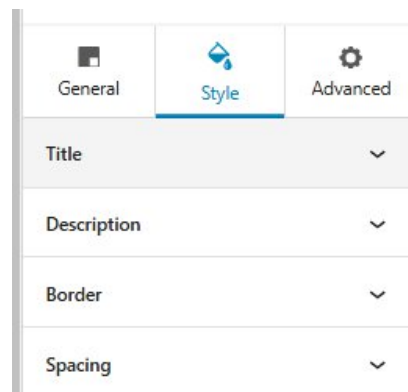 General Style Advanced
Title
Description
Border
Spacing